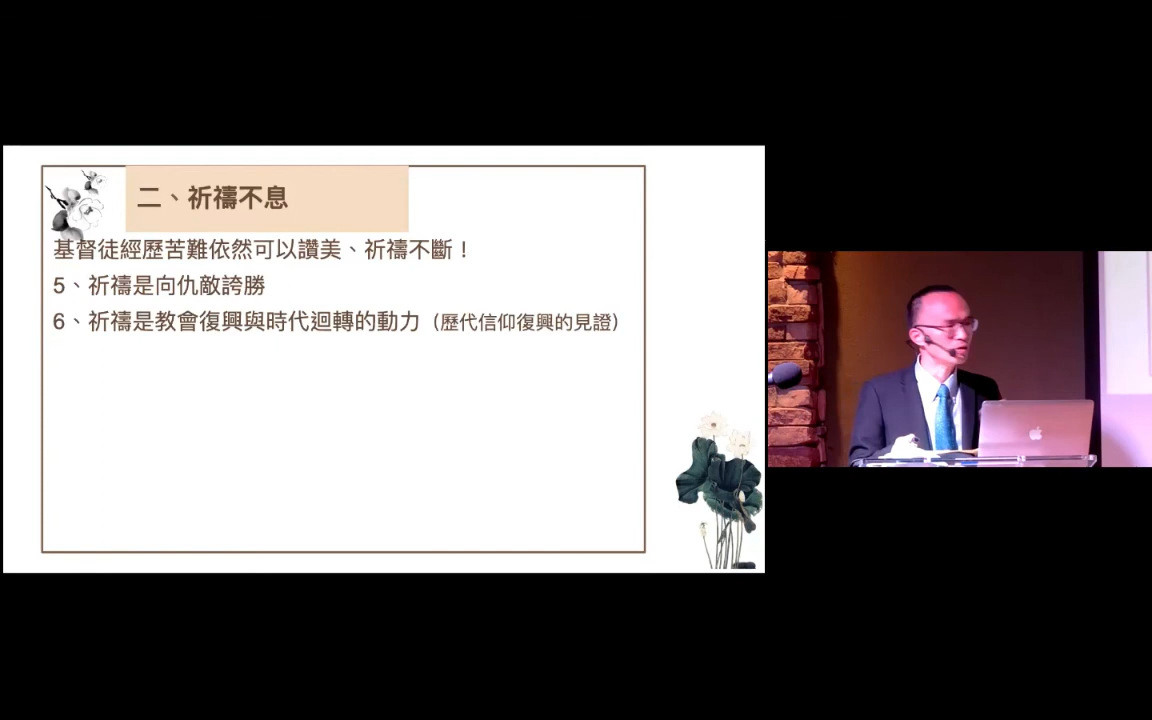 二、祈禱不息
基督徒經歷苦難依然可以讚美、祈禱不斷！
5、祈禱是向仇敵誇勝
6、祈禱是教會復興與時代迴轉的動力（歷代信仰復興的見證）